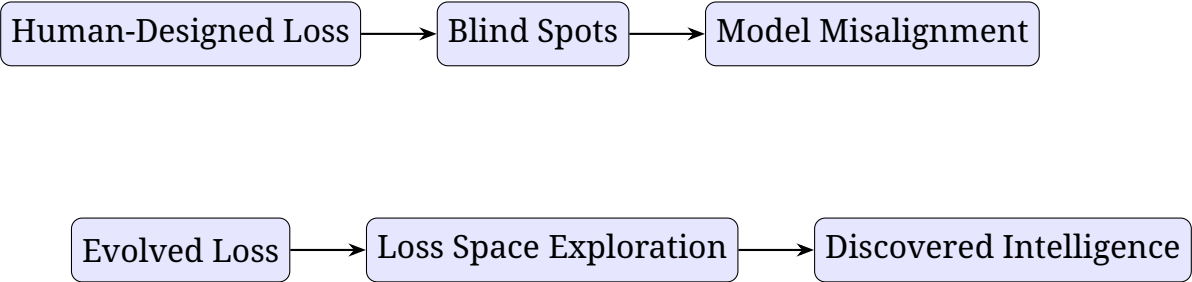 Human-Designed Loss
Blind Spots
Model Misalignment
Evolved Loss
Loss Space Exploration
Discovered Intelligence